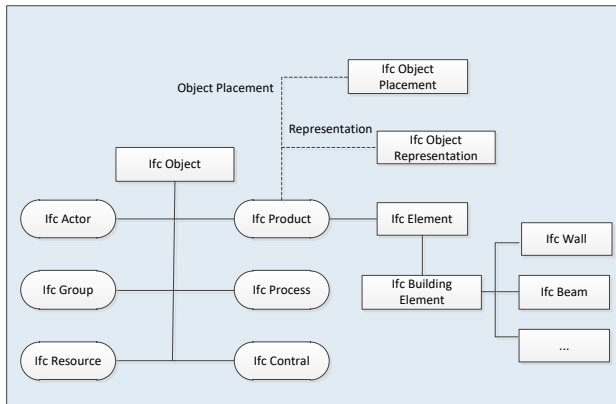 Ifc Object
Placement
Object Placement
Representation
Ifc Object
Representation
Ifc Object
Ifc Actor
Ifc Product
Ifc Element
Ifc Wall
Ifc Group
Ifc Process
Ifc Building
Element
Ifc Beam
Ifc Resource
Ifc Contral
...